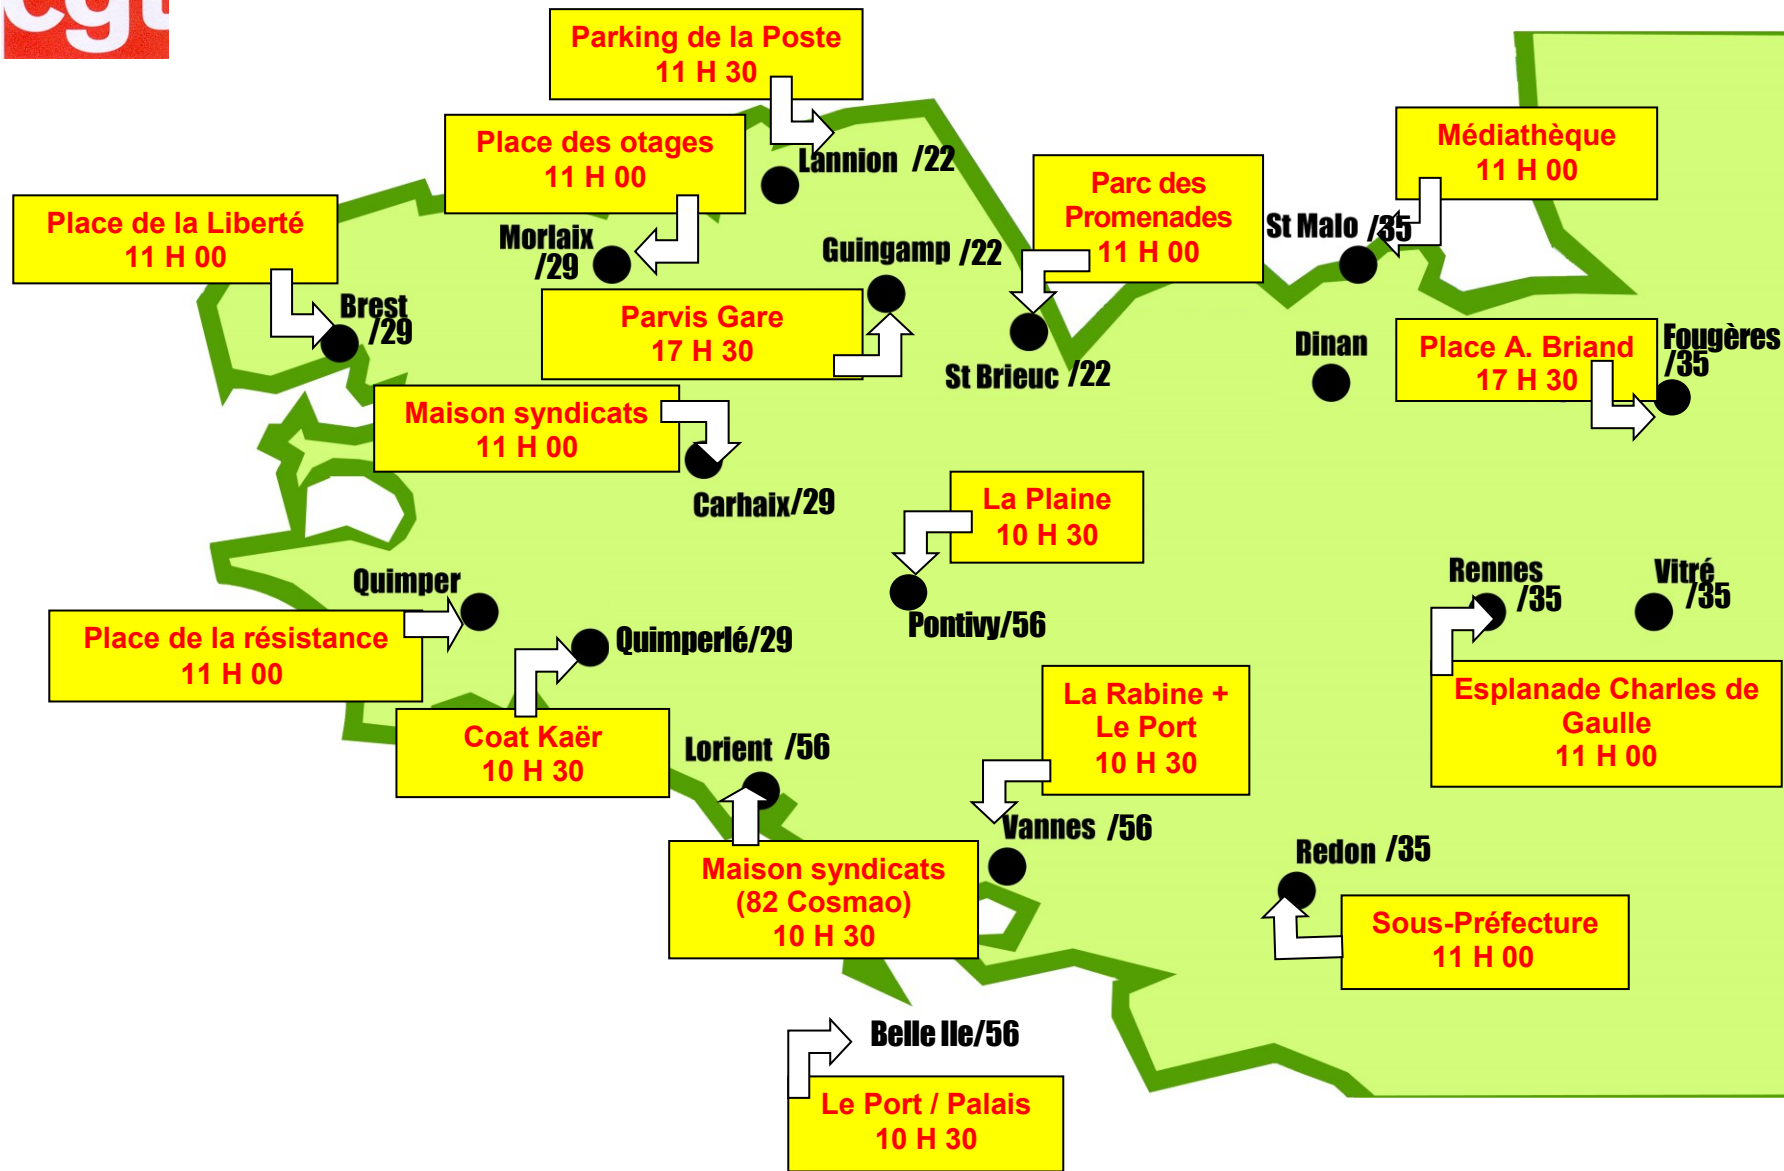 cgt
Parking de la Poste
11 H 30
Place des otages
11 H 00
Lannion /22
Médiathèque
11 H 00
Parc des
Promenades
11 H 00
Place de la Liberté
11 H 00
Morlaix
/29
Guingamp /22
St Malo /35
Brest
/29
Parvis Gare
17 H 30
St Brieuc /22
Dinan
Place A. Briand
17 H 30
Fougères
/35
Maison syndicats
11 H 00
Carhaix/29
La Plaine
10 H 30
Pontivy/56
Quimper
Place de la résistance
11 H 00
Quimperlé/29
Rennes
/35
Vitré
/35
Coat Kaër
10 H 30
Lorient /56
La Rabine +
Le Port
10 H 30
Esplanade Charles de
Gaulle
11 H 00
Vannes /56
Redon /35
Maison syndicats
(82 Cosmao)
10 H 30
Sous-Préfecture
11 H 00
Belle Ile/56
Le Port / Palais
10 H 30